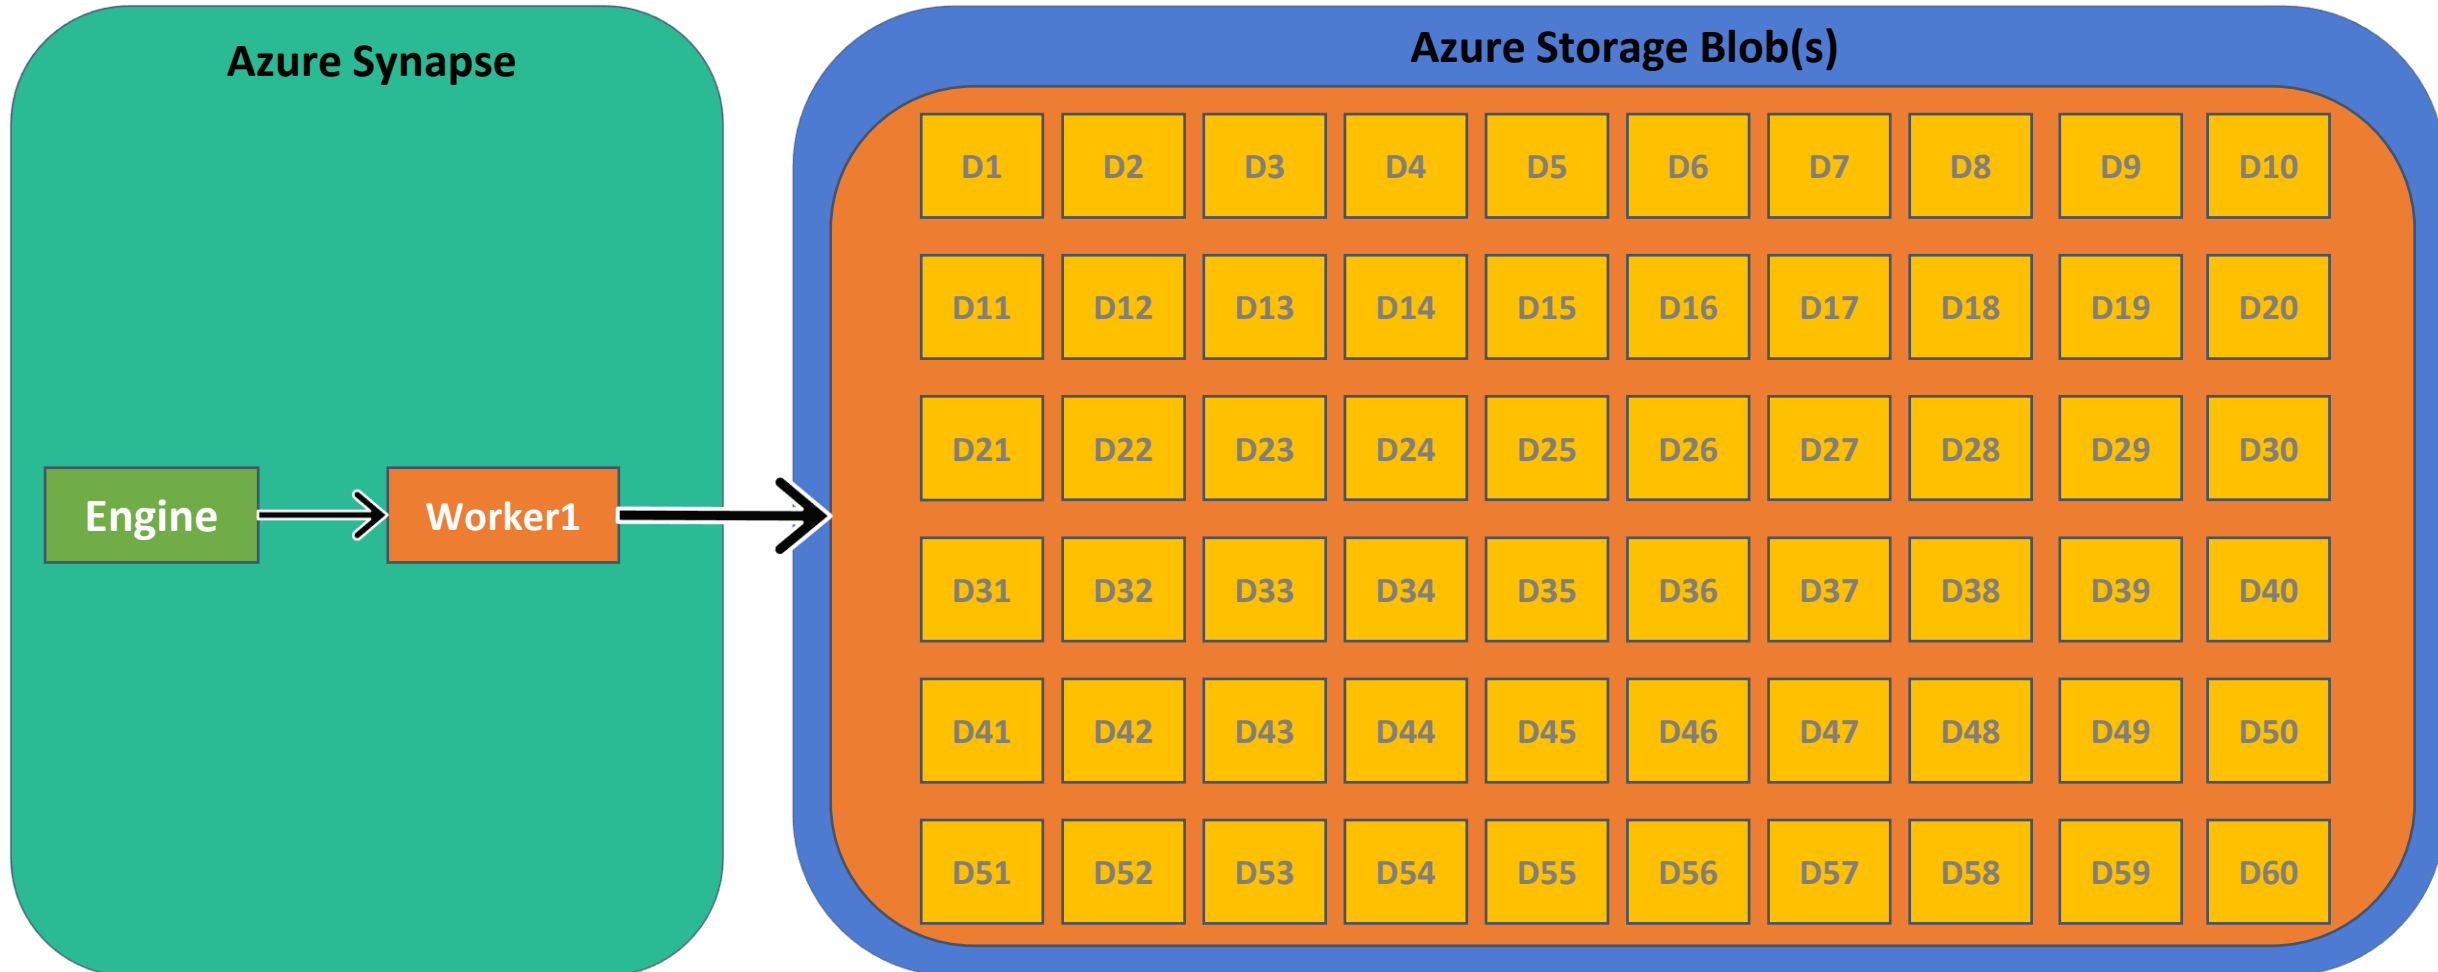 Azure Synapse
Azure Storage Blob(s)
D1 D2 D3 D4 D5 D6 D7 D8 D9 D10
D11 D12 D13 D14 D15 D16 D17 D18 D19 D20
D21 D22 D23 D24 D25 D26 D27 D28 D29 D30
Engine
Worker1
D31 D32 D33 D34 D35 D36 D37 D38 D39 D40
D41 D42 D43 D44 D45 D46 D47 D48 D49 D50
D51 D52 D53 D54 D55 D56 D57 D58 D59 D60